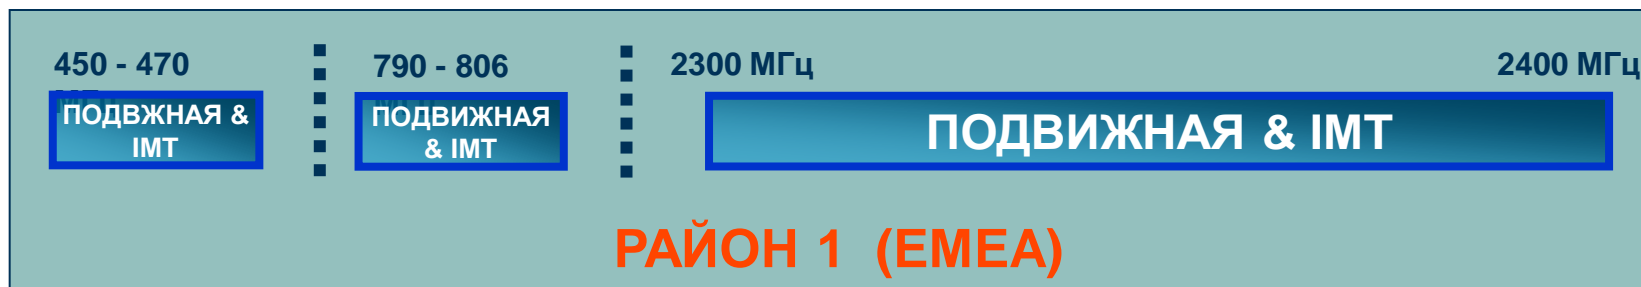 450 - 470
790 - 806
2300 МГц
2400 МГц
ПОДВЖНАЯ &
IMT
ПОДВИЖНАЯ
& IMT
ПОДВИЖНАЯ & IMT
РАЙОН 1 (EMEA)